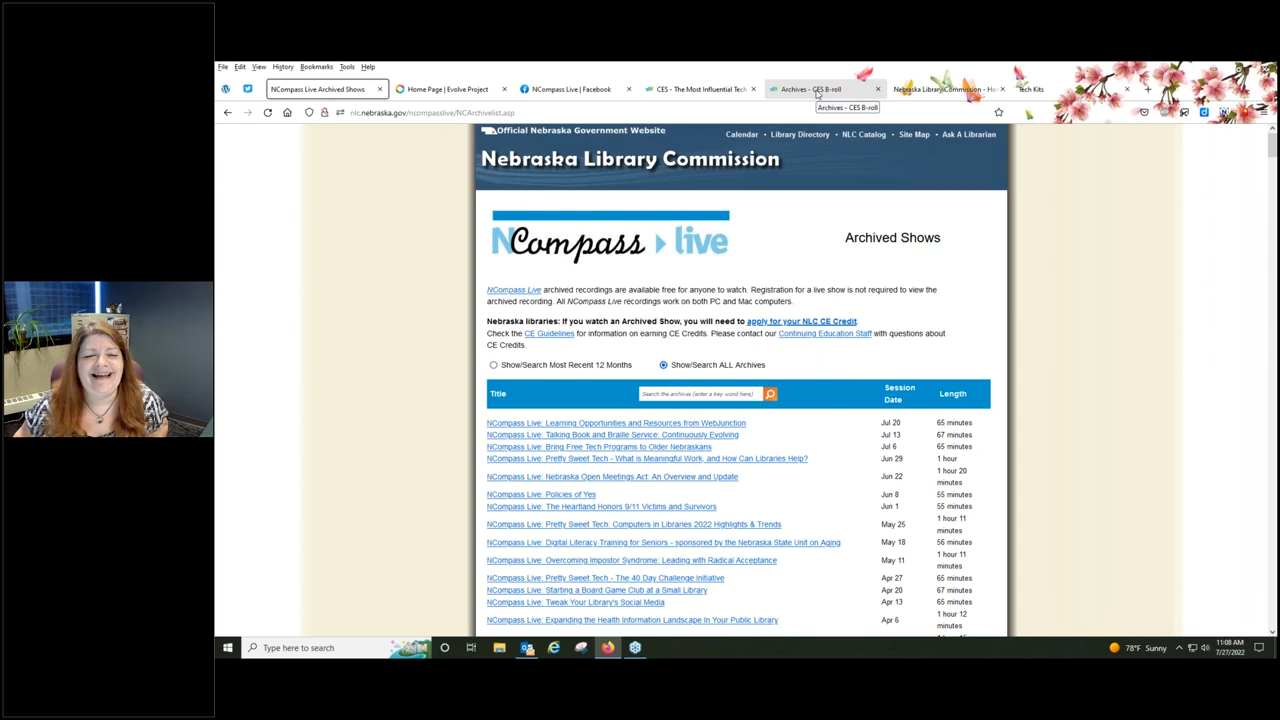 File Edit View History Bookmarks Tools Help
NCompass Live Archived Shows × Home Page | Evolve Project × NCompass Live | Facebook × CES - The Most Influential Tech × Archives - CES B-roll × Nebraska Library Commission - Ho × Tech Kits ×
nlc.nebraska.gov/ncompasslive/NCArchivelist.asp
Archives - CES B-roll
Official Nebraska Government Website
Calendar • Library Directory • NLC Catalog • Site Map • Ask A Librarian
Nebraska Library Commission
NCompass live
Archived Shows
NCompass Live archived recordings are available free for anyone to watch. Registration for a live show is not required to view the
archived recording. All NCompass Live recordings work on both PC and Mac computers.
Nebraska libraries: If you watch an Archived Show, you will need to apply for your NLC CE Credit.
Check the CE Guidelines for information on earning CE Credits. Please contact our Continuing Education Staff with questions about
CE Credits.
Show/Search Most Recent 12 Months Show/Search ALL Archives
Title Search the archives (enter a key word here) Session Date Length
NCompass Live: Learning Opportunities and Resources from WebJunction Jul 20 65 minutes
NCompass Live: Talking Book and Braille Service: Continuously Evolving Jul 13 67 minutes
NCompass Live: Bring Free Tech Programs to Older Nebraskans Jul 6 65 minutes
NCompass Live: Pretty Sweet Tech - What is Meaningful Work, and How Can Libraries Help? Jun 29 1 hour
NCompass Live: Nebraska Open Meetings Act: An Overview and Update Jun 22 1 hour 20 minutes
NCompass Live: Policies of Yes Jun 8 55 minutes
NCompass Live: The Heartland Honors 9/11 Victims and Survivors Jun 1 55 minutes
NCompass Live: Pretty Sweet Tech: Computers in Libraries 2022 Highlights & Trends May 25 1 hour 11 minutes
NCompass Live: Digital Literacy Training for Seniors - sponsored by the Nebraska State Unit on Aging May 18 56 minutes
NCompass Live: Overcoming Impostor Syndrome: Leading with Radical Acceptance May 11 1 hour 11 minutes
NCompass Live: Pretty Sweet Tech - The 40 Day Challenge Initiative Apr 27 65 minutes
NCompass Live: Starting a Board Game Club at a Small Library Apr 20 67 minutes
NCompass Live: Tweak Your Library's Social Media Apr 13 65 minutes
NCompass Live: Expanding the Health Information Landscape In Your Public Library Apr 6 1 hour 12 minutes
Type here to search
78°F Sunny
11:08 AM
7/27/2022